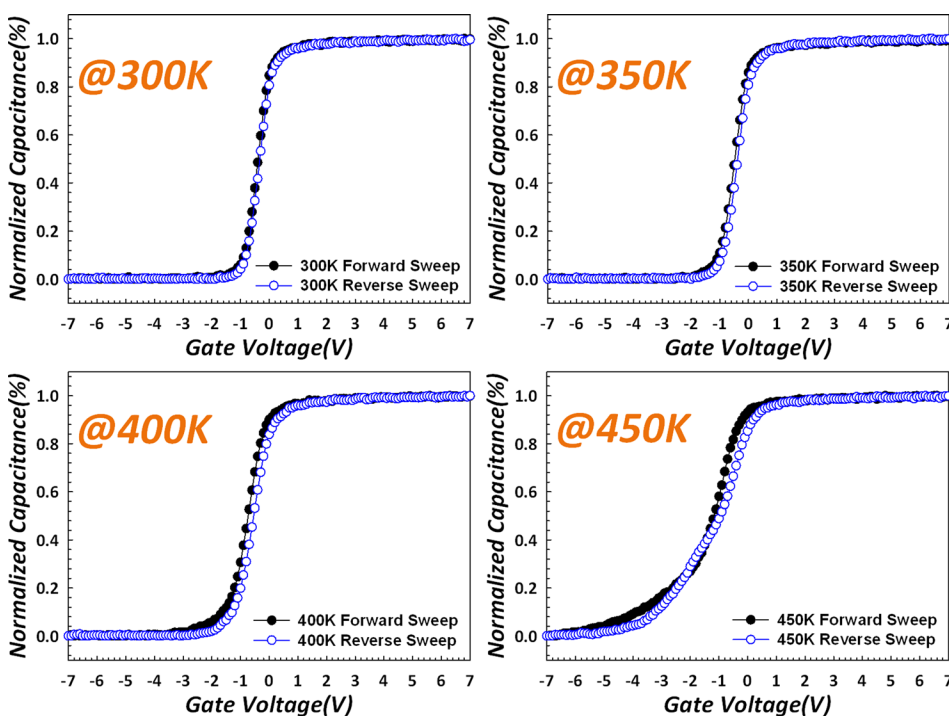 Normalized Capacitance(%)
1.0
0.8
0.6
0.4
0.2
0.0
@300K
300K Forward Sweep
300K Reverse Sweep
-7 -6 -5 -4 -3 -2 -1 0 1 2 3 4 5 6 7
Gate Voltage(V)
Normalized Capacitance(%)
1.0
0.8
0.6
0.4
0.2
0.0
@350K
350K Forward Sweep
350K Reverse Sweep
-7 -6 -5 -4 -3 -2 -1 0 1 2 3 4 5 6 7
Gate Voltage(V)
Normalized Capacitance(%)
1.0
0.8
0.6
0.4
0.2
0.0
@400K
400K Forward Sweep
400K Reverse Sweep
-7 -6 -5 -4 -3 -2 -1 0 1 2 3 4 5 6 7
Gate Voltage(V)
Normalized Capacitance(%)
1.0
0.8
0.6
0.4
0.2
0.0
@450K
450K Forward Sweep
450K Reverse Sweep
-7 -6 -5 -4 -3 -2 -1 0 1 2 3 4 5 6 7
Gate Voltage(V)